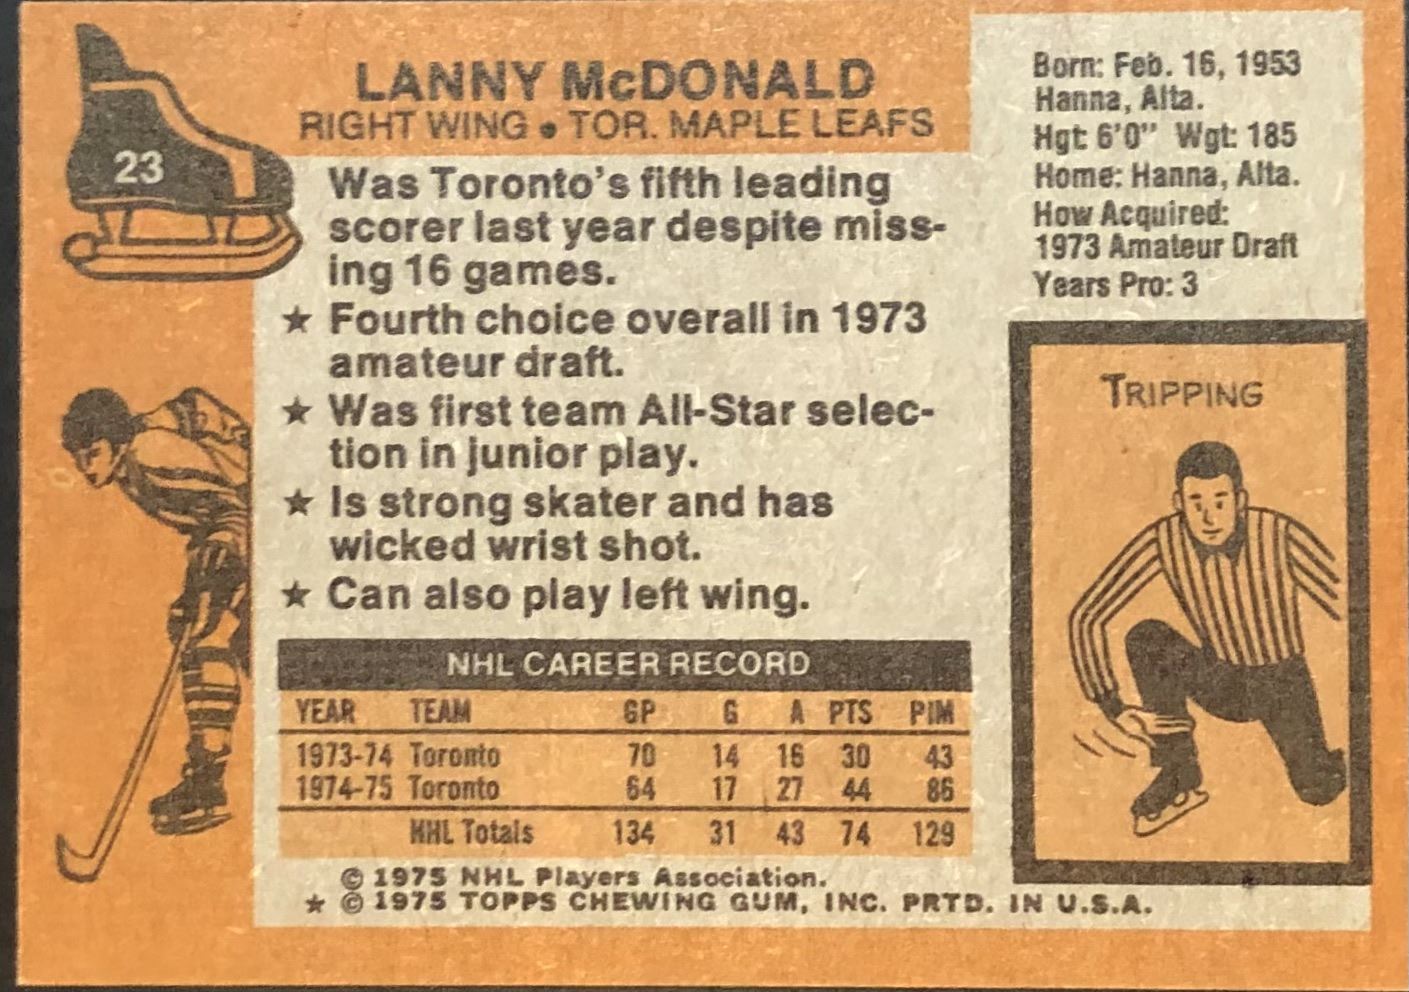 23
LANNY McDONALD
RIGHT WING • TOR. MAPLE LEAFS
Was Toronto's fifth leading
scorer last year despite miss-
ing 16 games.
★ Fourth choice overall in 1973
amateur draft.
★ Was first team All-Star selec-
tion in junior play.
★ Is strong skater and has
wicked wrist shot.
★ Can also play left wing.
Born: Feb. 16, 1953
Hanna, Alta.
Hgt: 6'0" Wgt: 185
Home: Hanna, Alta.
How Acquired:
1973 Amateur Draft
Years Pro: 3
TRIPPING
NHL CAREER RECORD
YEAR TEAM GP G A PTS PIM
1973-74 Toronto 70 14 16 30 43
1974-75 Toronto 64 17 27 44 86
NHL Totals 134 31 43 74 129
© 1975 NHL Players Association.
★ © 1975 TOPPS CHEWING GUM, INC. PRTD. IN U.S.A.